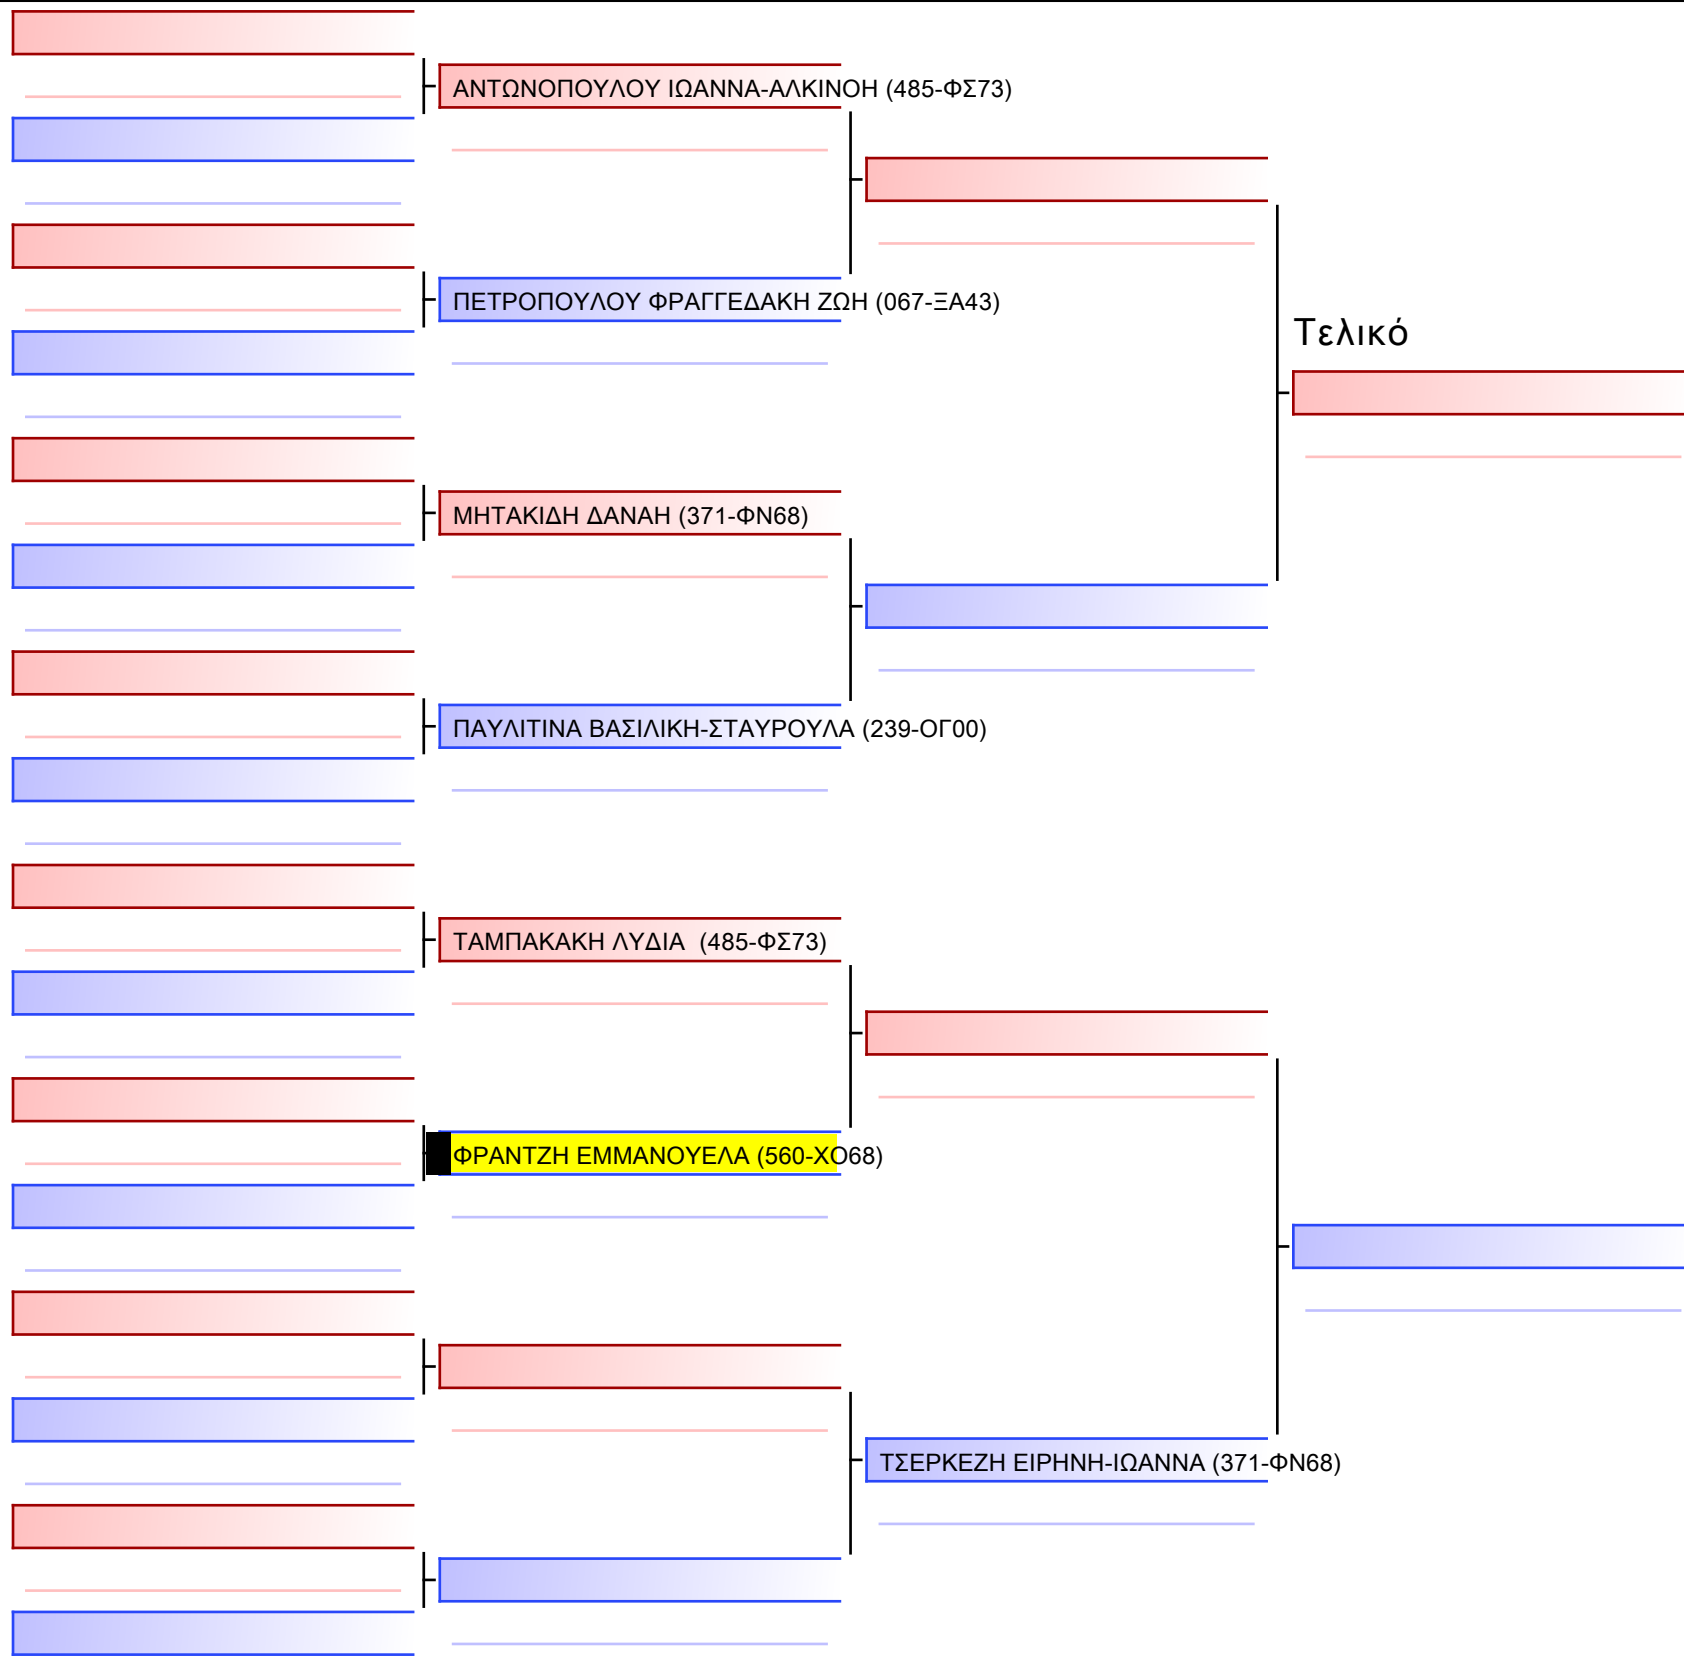 ΑΝΤΩΝΟΠΟΥΛΟΥ ΙΩΑΝΝΑ-ΑΛΚΙΝΟΗ (485-ΦΣ73)
ΠΕΤΡΟΠΟΥΛΟΥ ΦΡΑΓΓΕΔΑΚΗ ΖΩΗ (067-ΞΑ43)
Τελικό
ΜΗΤΑΚΙΔΗ ΔΑΝΑΗ (371-ΦΝ68)
ΠΑΥΛΙΤΙΝΑ ΒΑΣΙΛΙΚΗ-ΣΤΑΥΡΟΥΛΑ (239-ΟΓ00)
ΤΑΜΠΑΚΑΚΗ ΛΥΔΙΑ (485-ΦΣ73)
ΦΡΑΝΤΖΗ ΕΜΜΑΝΟΥΕΛΑ (560-ΧΟ68)
ΤΣΕΡΚΕΖΗ ΕΙΡΗΝΗ-ΙΩΑΝΝΑ (371-ΦΝ68)